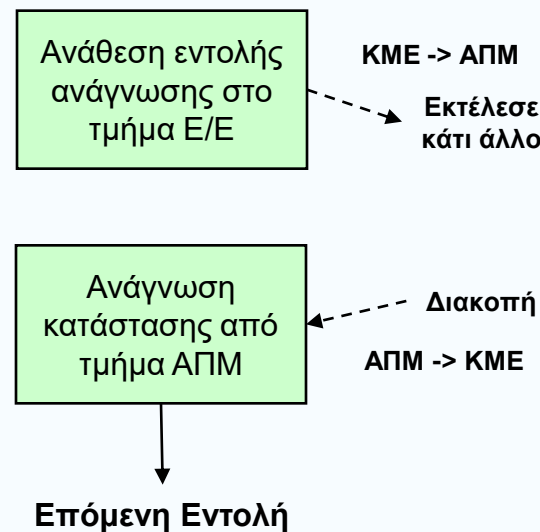 Ανάθεση εντολής
ανάγνωσης στο
τμήμα Ε/Ε
ΚΜΕ -> ΑΠΜ
Εκτέλεσε
κάτι άλλο
Ανάγνωση
κατάστασης από
τμήμα ΑΠΜ
Διακοπή
ΑΠΜ -> ΚΜΕ
Επόμενη Εντολή